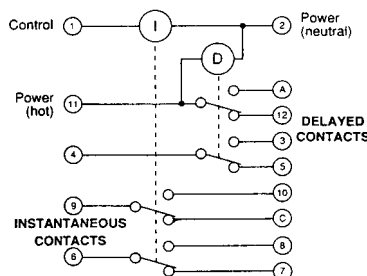 Control 1 I 2 Power
(neutral)
D
A
Power
(hot) 11 12 DELAYED
CONTACTS
3
4 5
10
9 C
INSTANTANEOUS
CONTACTS
8
6 7